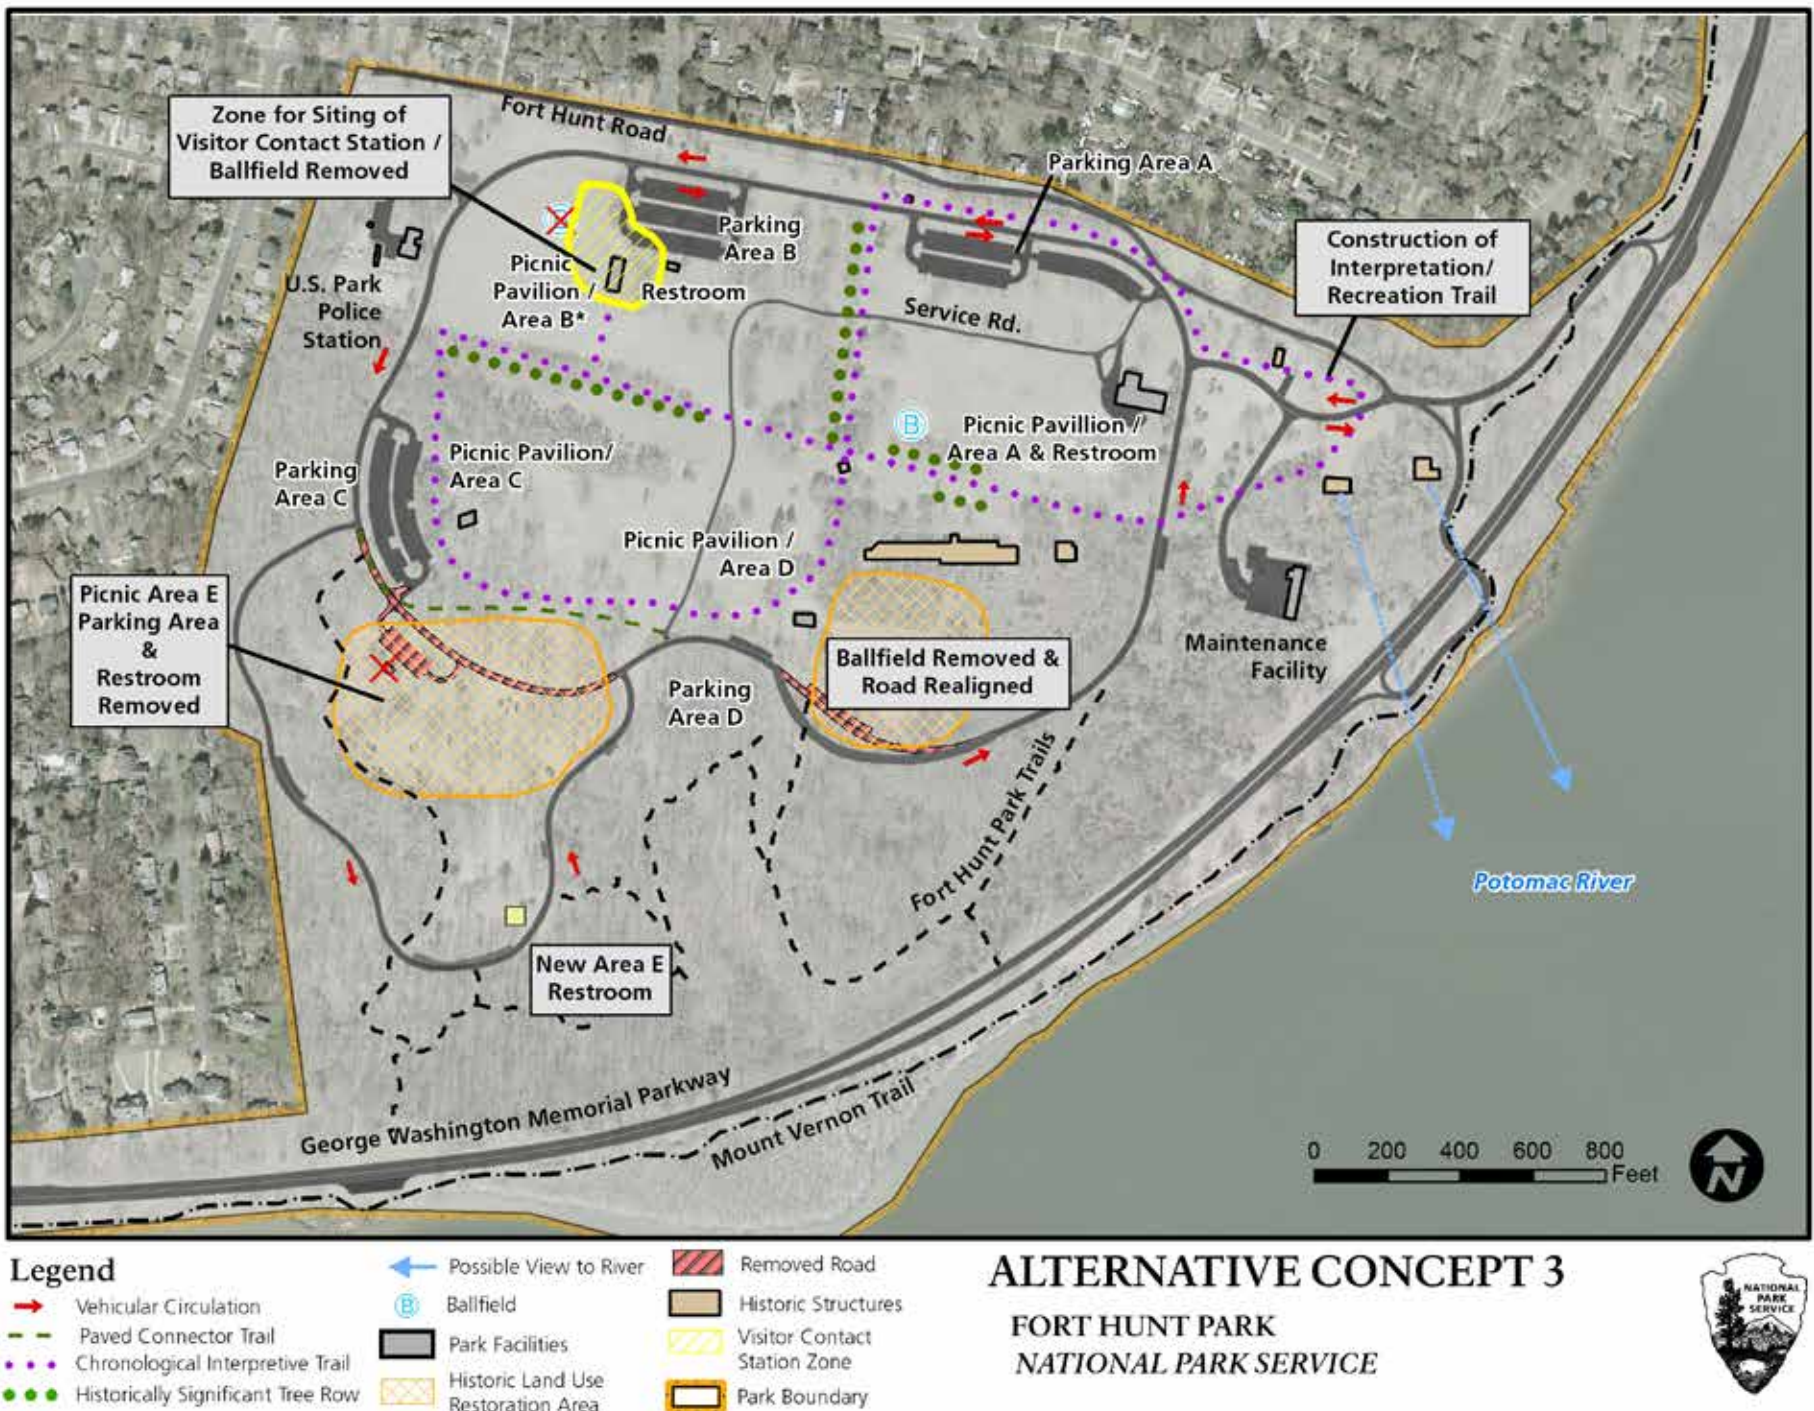 Zone for Siting of
Visitor Contact Station /
Ballfield Removed
Fort Hunt Road
Parking Area A
Parking
Area B
Construction of
Interpretation/
Recreation Trail
Picnic
Pavilion /
Area B*
Restroom
U.S. Park
Police
Station
Service Rd.
B
Picnic Pavillion /
Area A & Restroom
Picnic Pavilion/
Area C
Parking
Area C
Picnic Pavilion /
Area D
Picnic Area E
Parking Area
&
Restroom
Removed
Maintenance
Facility
Ballfield Removed &
Road Realigned
Parking
Area D
Fort Hunt Park Trails
Potomac River
New Area E
Restroom
George Washington Memorial Parkway
Mount Vernon Trail
0 200 400 600 800
Feet
N
Legend
Vehicular Circulation
Paved Connector Trail
Chronological Interpretive Trail
Historically Significant Tree Row
Possible View to River
B Ballfield
Park Facilities
Historic Land Use
Restoration Area
Removed Road
Historic Structures
Visitor Contact
Station Zone
Park Boundary
ALTERNATIVE CONCEPT 3
FORT HUNT PARK
NATIONAL PARK SERVICE
NATIONAL
PARK
SERVICE